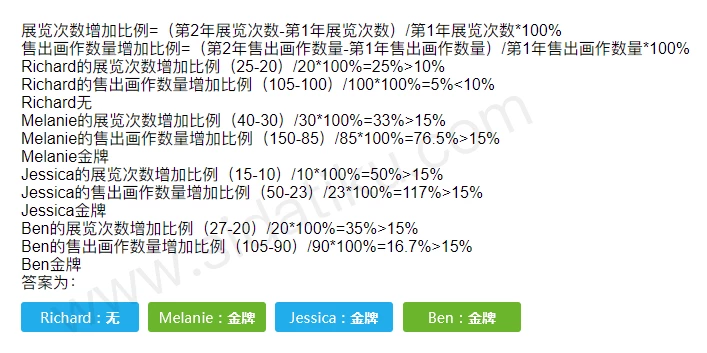 展览次数增加比例=（第2年展览次数-第1年展览次数）/第1年展览次数*100%
售出画作数量增加比例=（第2年售出画作数量-第1年售出画作数量）/第1年售出画作数量*100%
Richard的展览次数增加比例（25-20）/20*100%=25%>10%
Richard的售出画作数量增加比例（105-100）/100*100%=5%<10%
Richard无
Melanie的展览次数增加比例（40-30）/30*100%=33%>15%
Melanie的售出画作数量增加比例（150-85）/85*100%=76.5%>15%
Melanie金牌
Jessica的展览次数增加比例（15-10）/10*100%=50%>15%
Jessica的售出画作数量增加比例（50-23）/23*100%=117%>15%
Jessica金牌
Ben的展览次数增加比例（27-20）/20*100%=35%>15%
Ben的售出画作数量增加比例（105-90）/90*100%=16.7%>15%
Ben金牌
答案为：
Richard：无 Melanie：金牌 Jessica：金牌 Ben：金牌
www.sidatiku.com